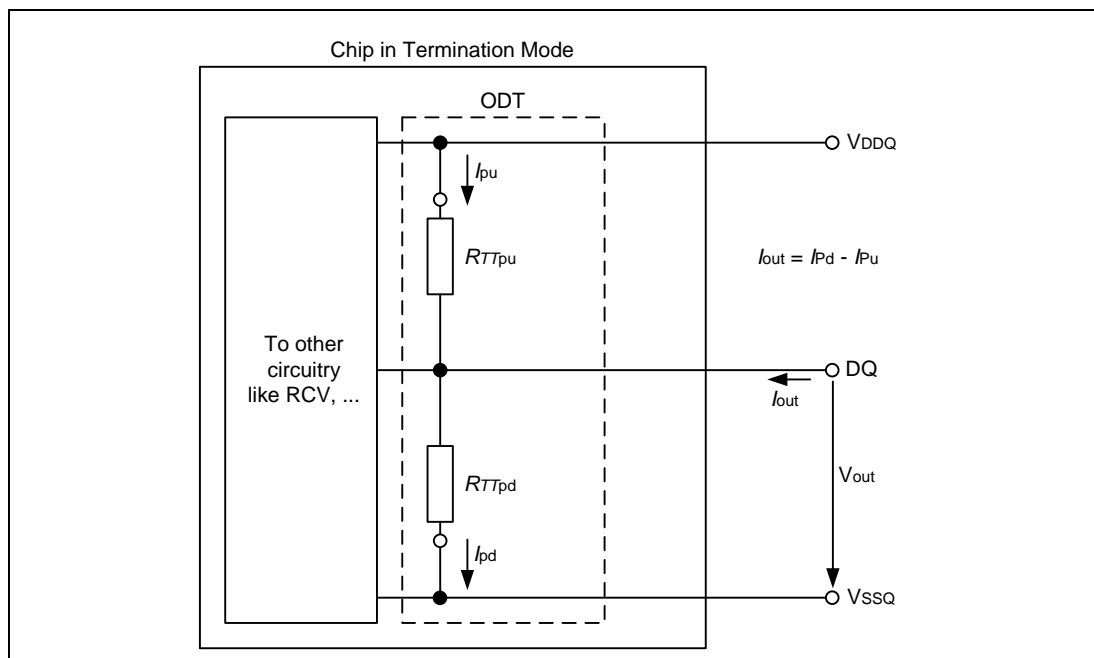 Chip in Termination Mode
ODT
VDDQ
Ipu
RTTpu
Iout = IPd - IPu
To other
circuitry
like RCV, ...
DQ
Iout
RTTpd
Vout
Ipd
VSSQ